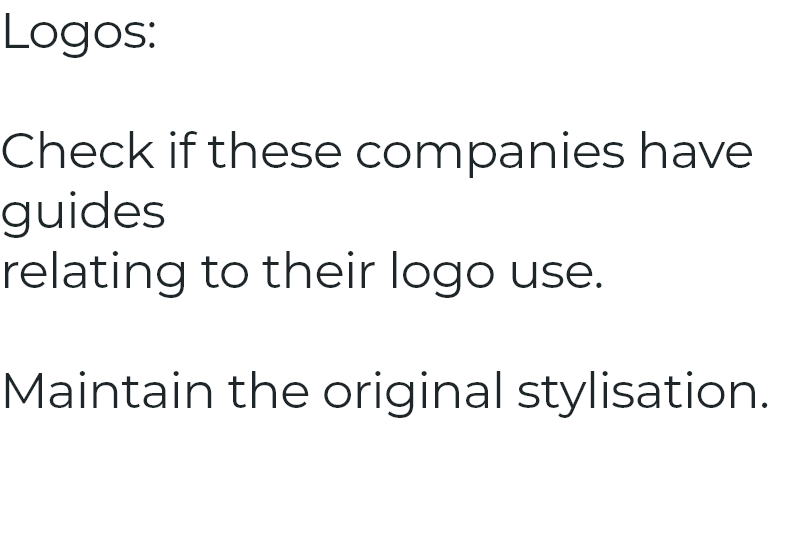 Logos:
Check if these companies have
guides
relating to their logo use.
Maintain the original stylisation.